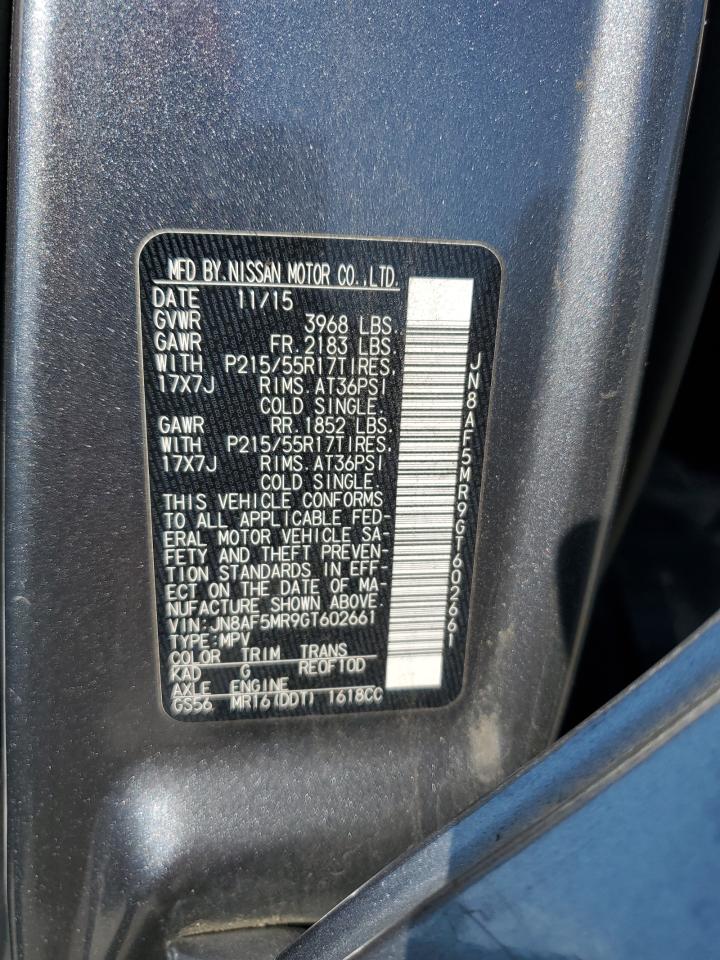 MFD BY.NISSAN MOTOR CO.,LTD.
DATE 11/15
GVWR 3968 LBS.
GAWR FR.2183 LBS.
WITH P215/55R17TIRES,
17X7J RIMS.AT36PSI
COLD SINGLE.
GAWR RR.1852 LBS.
WITH P215/55R17TIRES,
17X7J RIMS.AT36PSI
COLD SINGLE.
THIS VEHICLE CONFORMS
TO ALL APPLICABLE FED-
ERAL MOTOR VEHICLE SA-
FETY AND THEFT PREVEN-
TION STANDARDS IN EFF-
ECT ON THE DATE OF MA-
NUFACTURE SHOWN ABOVE.
VIN:JN8AF5MR9GT602661
TYPE:MPV
COLOR TRIM TRANS
KAD G RE0F10D
AXLE ENGINE
GS56 MR16(DDT) 1618CC
JN8AF5MR9GT602661